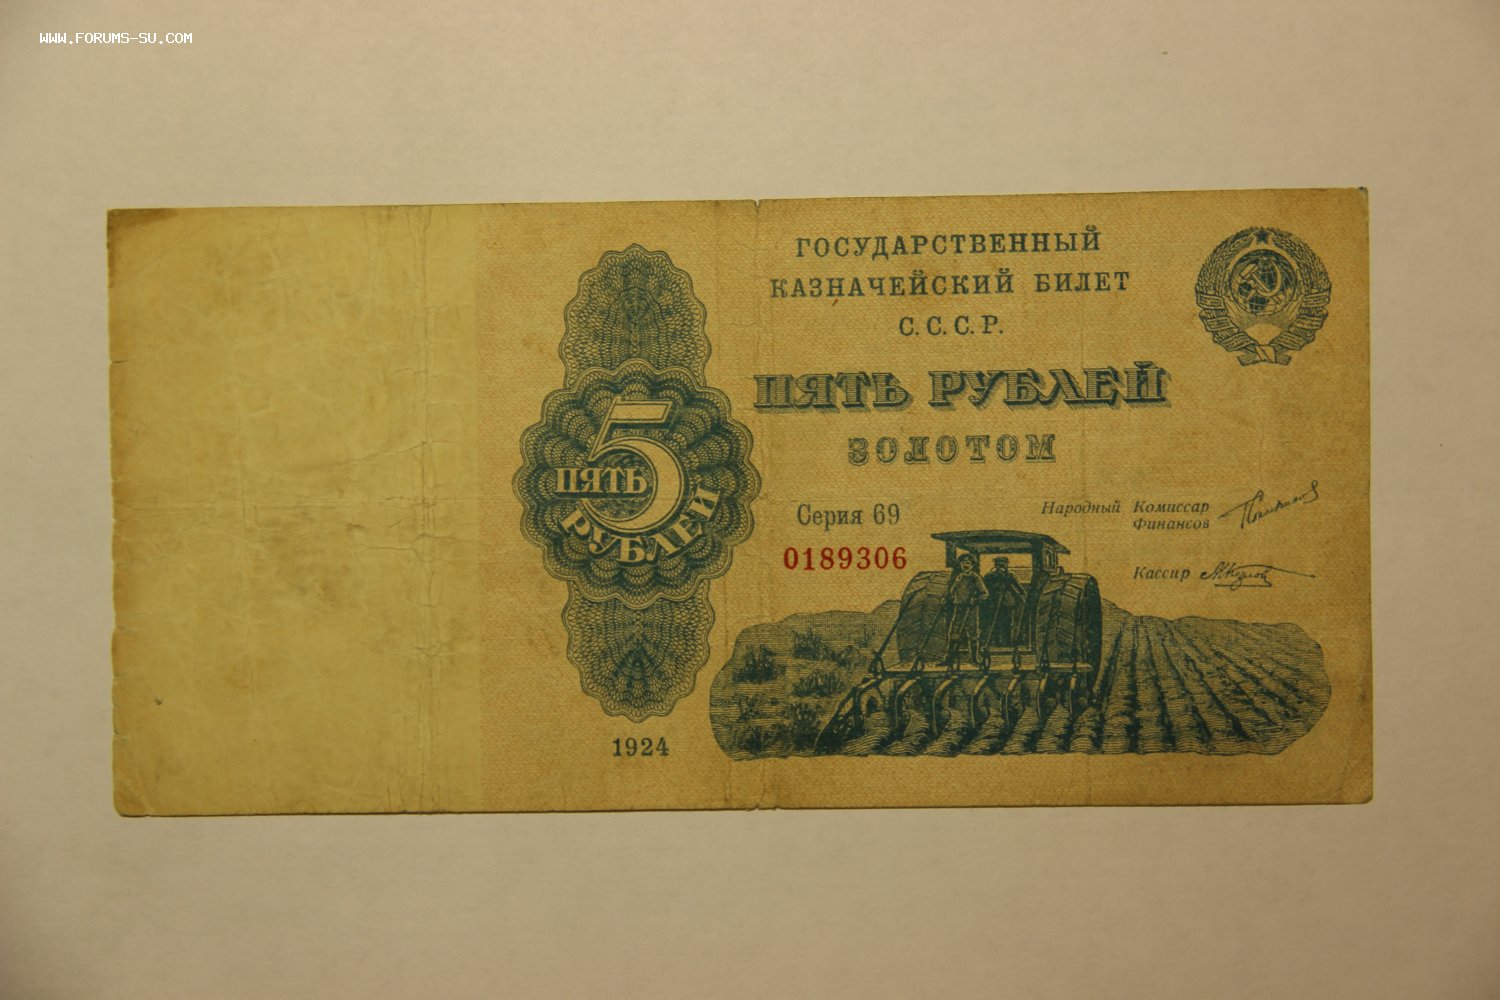 WWW.FORUMS-SU.COM
ГОСУДАРСТВЕННЫЙ
КАЗНАЧЕЙСКИЙ БИЛЕТ
С.С.С.Р.
ПЯТЬ РУБЛЕЙ
ЗОЛОТОМ
5
ПЯТЬ
РУБЛЕЙ
Серия 69
0189306
Народный Комиссар
Финансов
Кассир
1924